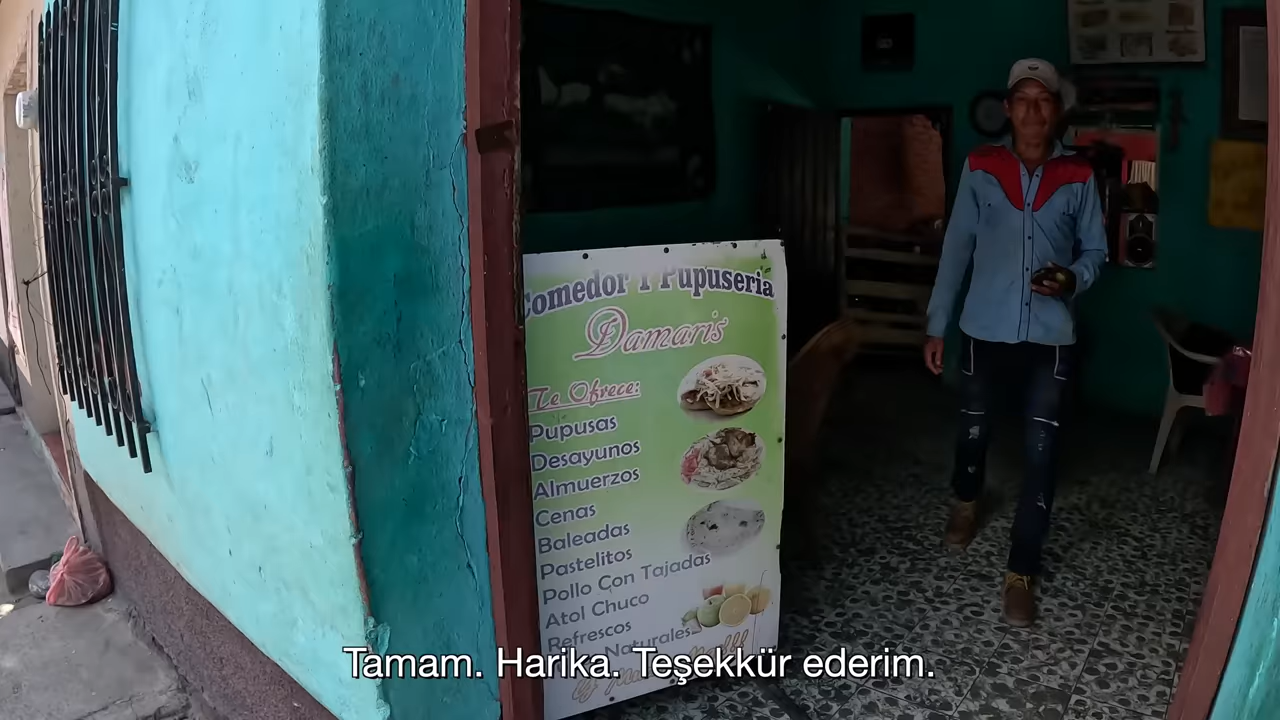 Comedor Y Pupuseria
Damaris
Te Ofrece:
Pupusas
Desayunos
Almuerzos
Cenas
Baleadas
Pastelitos
Pollo Con Tajadas
Atol Chuco
Refrescos
Naturales
Tamam. Harika. Teşekkür ederim.